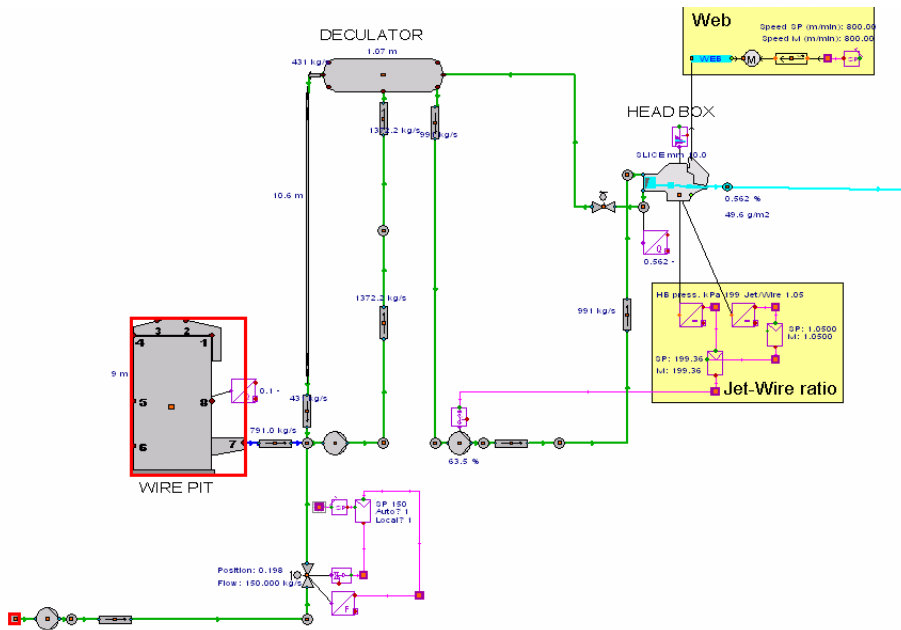 Web
Speed SP (m/min): 800.00
Speed M (m/min): 800.00
WEB
M
SP
DECULATOR
1.07 m
431 kg/s
1372.2 kg/s
HEAD BOX
SLICE mm 10.0
0.562 %
49.6 g/m2
10.6 m
Q
0.562 -
1372.2 kg/s
991 kg/s
HB press. kPa 199 Jet/Wire 1.05
SP: 1.0500
M: 1.0500
SP: 199.36
M: 199.36
Jet-Wire ratio
3 2
4 1
9 m
5 8
0.1 -
6 7
791.0 kg/s
63.5 %
WIRE PIT
SP
SP 150
Auto? 1
Local? 1
Position: 0.198
Flow: 150.000 kg/s
F